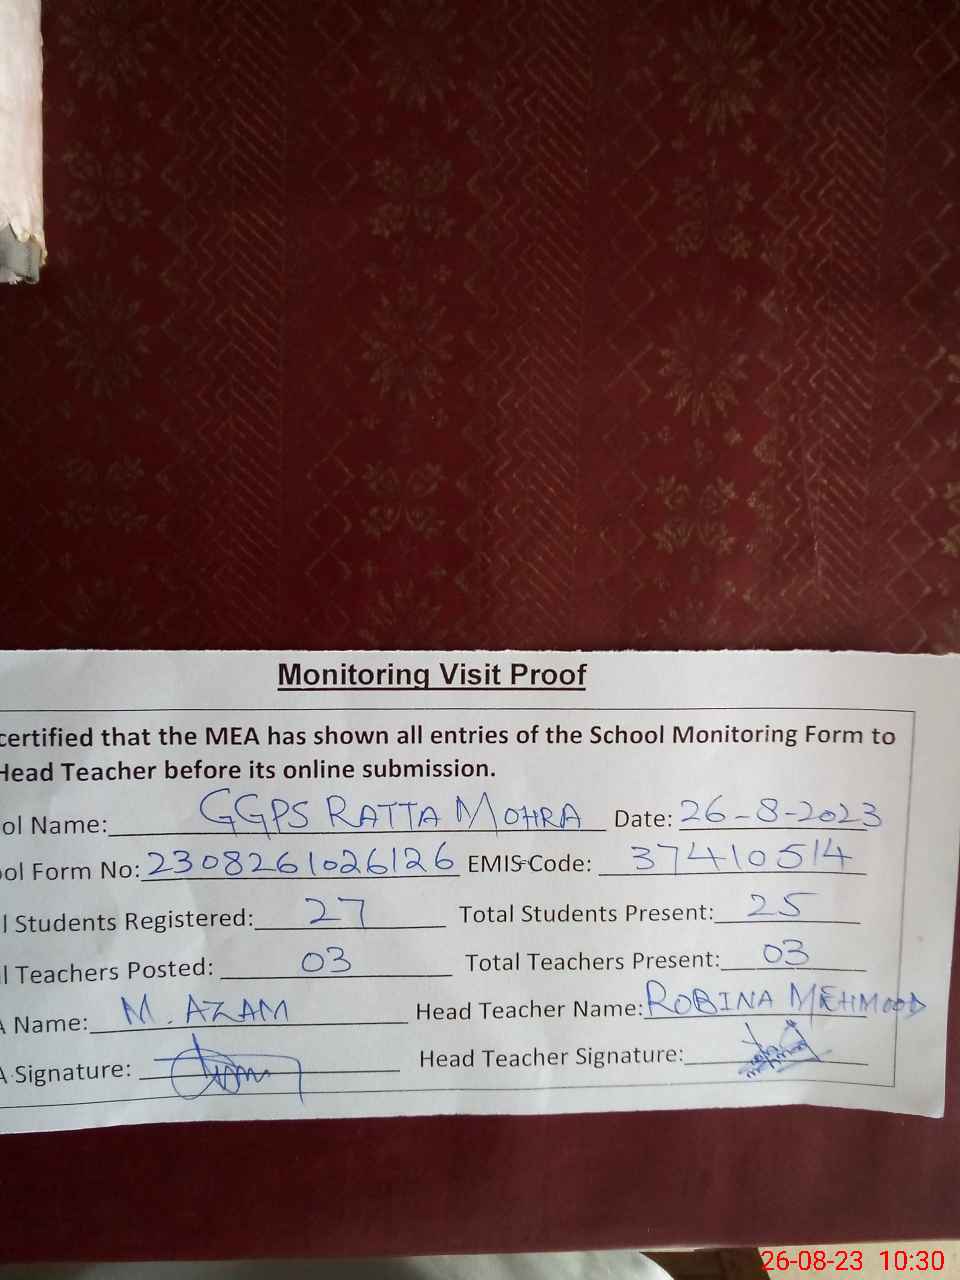 Monitoring Visit Proof
certified that the MEA has shown all entries of the School Monitoring Form to
Head Teacher before its online submission.
ol Name: GGPS RATTA MOHRA Date: 26-8-2023
ol Form No: 2308261026126 EMIS Code: 37410514
l Students Registered: 27 Total Students Present: 25
l Teachers Posted: 03 Total Teachers Present: 03
A Name: M. AZAM Head Teacher Name: ROBINA MEHMOOD
A Signature: Head Teacher Signature:
26-08-23 10:30